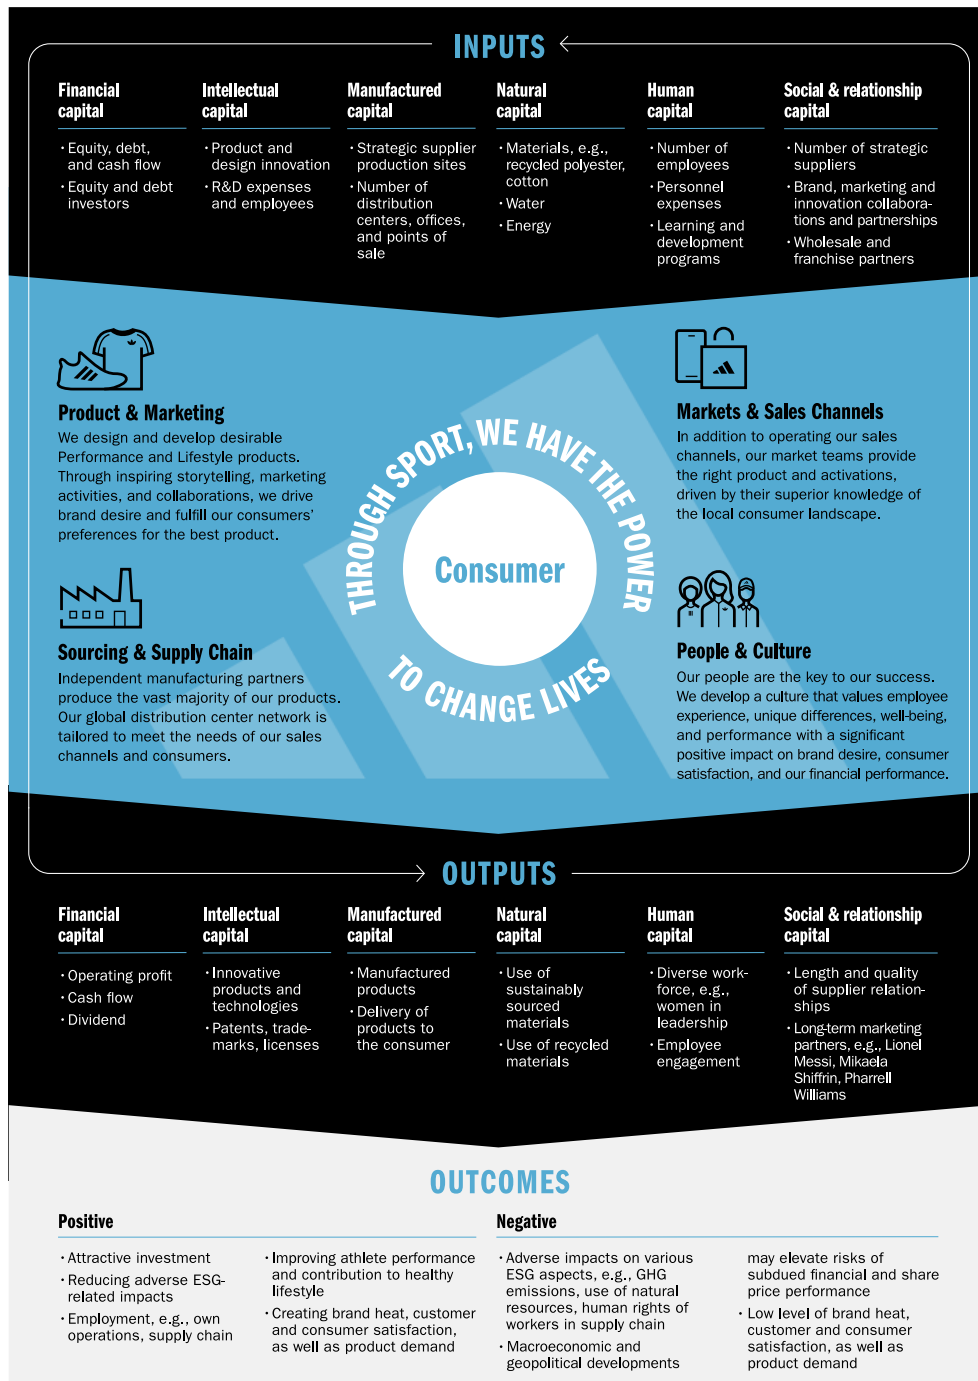 INPUTS
Financial
capital
· Equity, debt,
and cash flow
· Equity and debt
investors
Intellectual
capital
· Product and
design innovation
· R&D expenses
and employees
Manufactured
capital
· Strategic supplier
production sites
· Number of
distribution
centers, offices,
and points of
sale
Natural
capital
· Materials, e.g.,
recycled polyester,
cotton
· Water
· Energy
Human
capital
· Number of
employees
· Personnel
expenses
· Learning and
development
programs
Social & relationship
capital
· Number of strategic
suppliers
· Brand, marketing and
innovation collabora-
tions and partnerships
· Wholesale and
franchise partners
Product & Marketing
We design and develop desirable
Performance and Lifestyle products.
Through inspiring storytelling, marketing
activities, and collaborations, we drive
brand desire and fulfill our consumers’
preferences for the best product.
Sourcing & Supply Chain
Independent manufacturing partners
produce the vast majority of our products.
Our global distribution center network is
tailored to meet the needs of our sales
channels and consumers.
THROUGH SPORT, WE HAVE THE POWER
Consumer
TO CHANGE LIVES
Markets & Sales Channels
In addition to operating our sales
channels, our market teams provide
the right product and activations,
driven by their superior knowledge of
the local consumer landscape.
People & Culture
Our people are the key to our success.
We develop a culture that values employee
experience, unique differences, well-being,
and performance with a significant
positive impact on brand desire, consumer
satisfaction, and our financial performance.
OUTPUTS
Financial
capital
· Operating profit
· Cash flow
· Dividend
Intellectual
capital
· Innovative
products and
technologies
· Patents, trade-
marks, licenses
Manufactured
capital
· Manufactured
products
· Delivery of
products to
the consumer
Natural
capital
· Use of
sustainably
sourced
materials
· Use of recycled
materials
Human
capital
· Diverse work-
force, e.g.,
women in
leadership
· Employee
engagement
Social & relationship
capital
· Length and quality
of supplier relation-
ships
· Long-term marketing
partners, e.g., Lionel
Messi, Mikaela
Shiffrin, Pharrell
Williams
OUTCOMES
Positive
· Attractive investment
· Reducing adverse ESG-
related impacts
· Employment, e.g., own
operations, supply chain
· Improving athlete performance
and contribution to healthy
lifestyle
· Creating brand heat, customer
and consumer satisfaction,
as well as product demand
Negative
· Adverse impacts on various
ESG aspects, e.g., GHG
emissions, use of natural
resources, human rights of
workers in supply chain
· Macroeconomic and
geopolitical developments
may elevate risks of
subdued financial and share
price performance
· Low level of brand heat,
customer and consumer
satisfaction, as well as
product demand